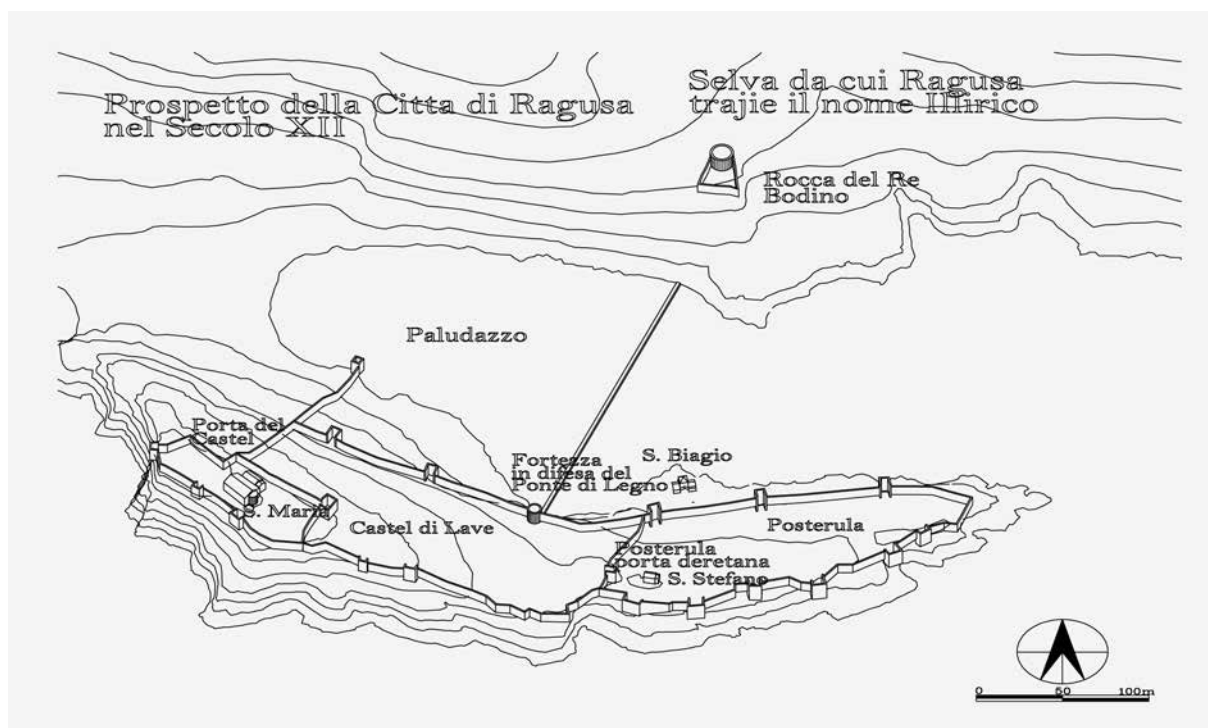 Prospetto della Citta di Ragusa
nel Secolo XII
Selva da cui Ragusa
trajie il nome Illirico
Rocca del Re
Bodino
Paludazzo
Porta del
Castel
Fortezza
in difesa del
Ponte di Legno
S. Biagio
S. Maria
Castel di Lave
Posterula
Posterula
porta deretana
S. Stefano
0 50 100m